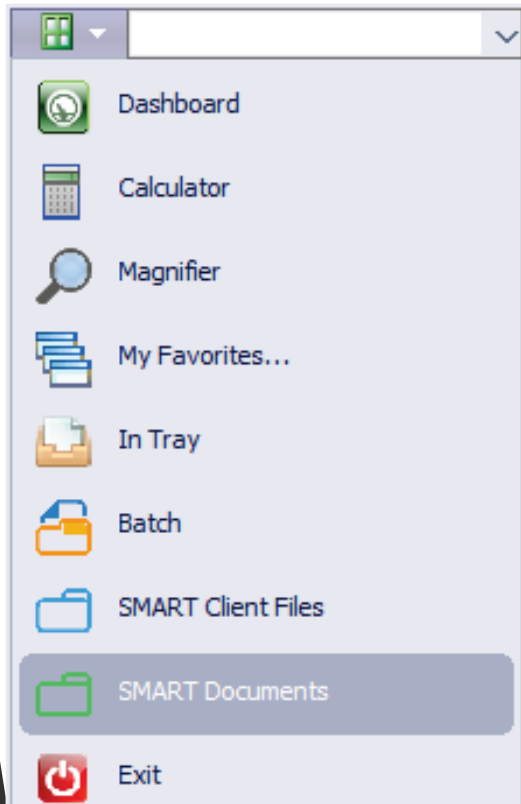 Dashboard
Calculator
Magnifier
My Favorites...
In Tray
Batch
SMART Client Files
SMART Documents
Exit